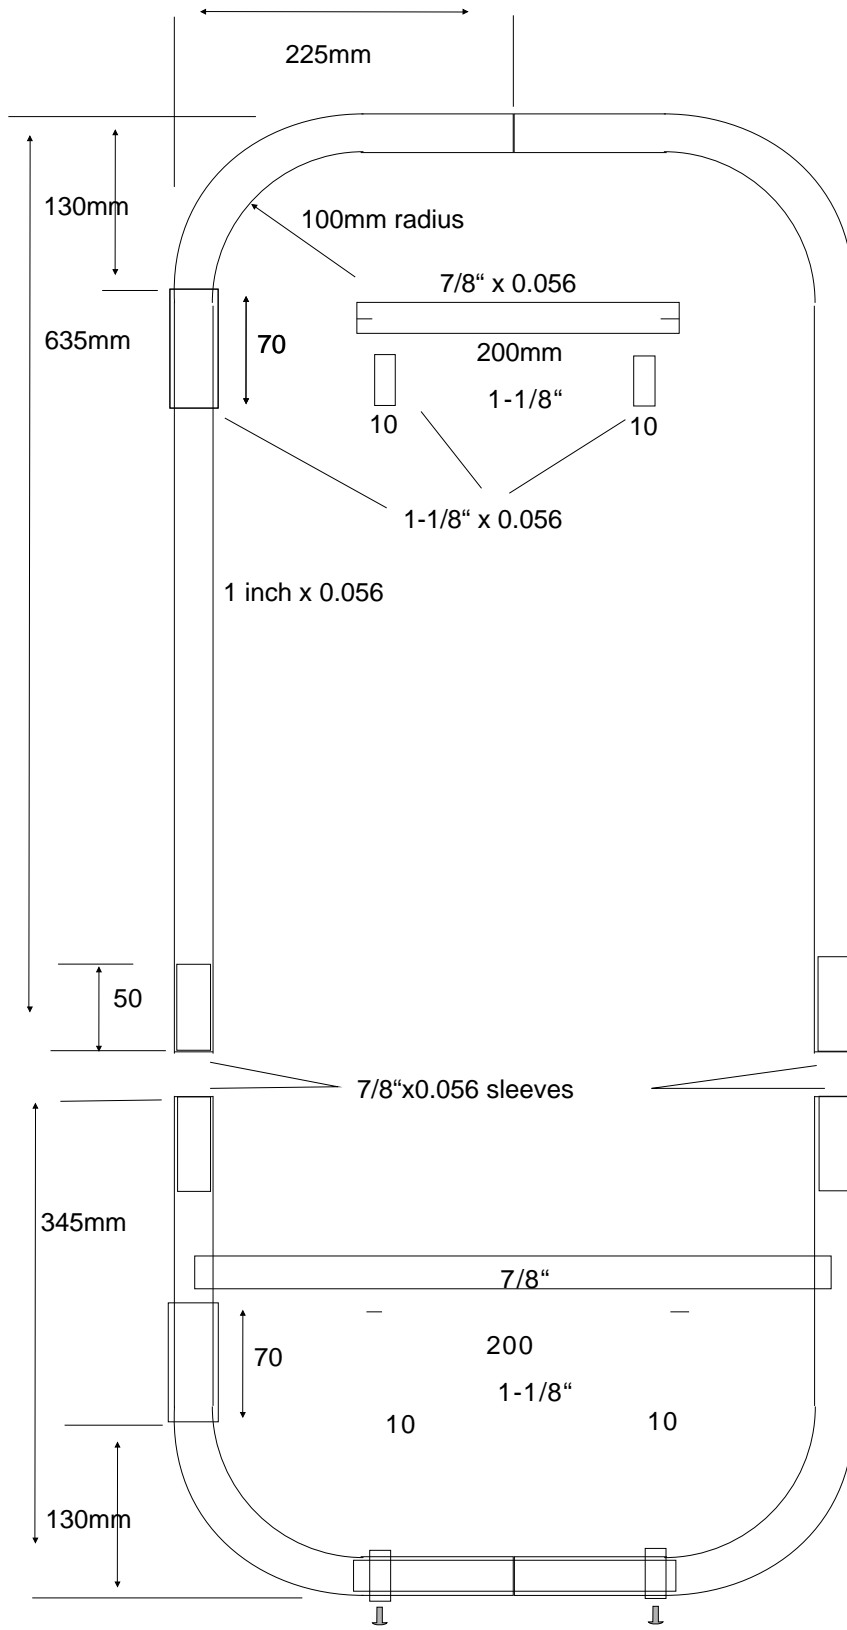 225mm
130mm
100mm radius
7/8“ x 0.056
635mm
70
200mm
1-1/8“
10
10
1-1/8“ x 0.056
1 inch x 0.056
50
7/8“x0.056 sleeves
345mm
7/8“
200
70
1-1/8“
10
10
130mm